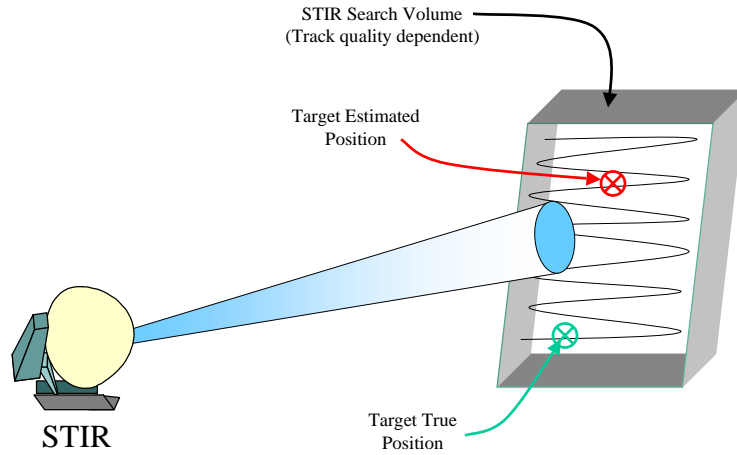 STIR Search Volume
(Track quality dependent)
Target Estimated
Position
STIR
Target True
Position